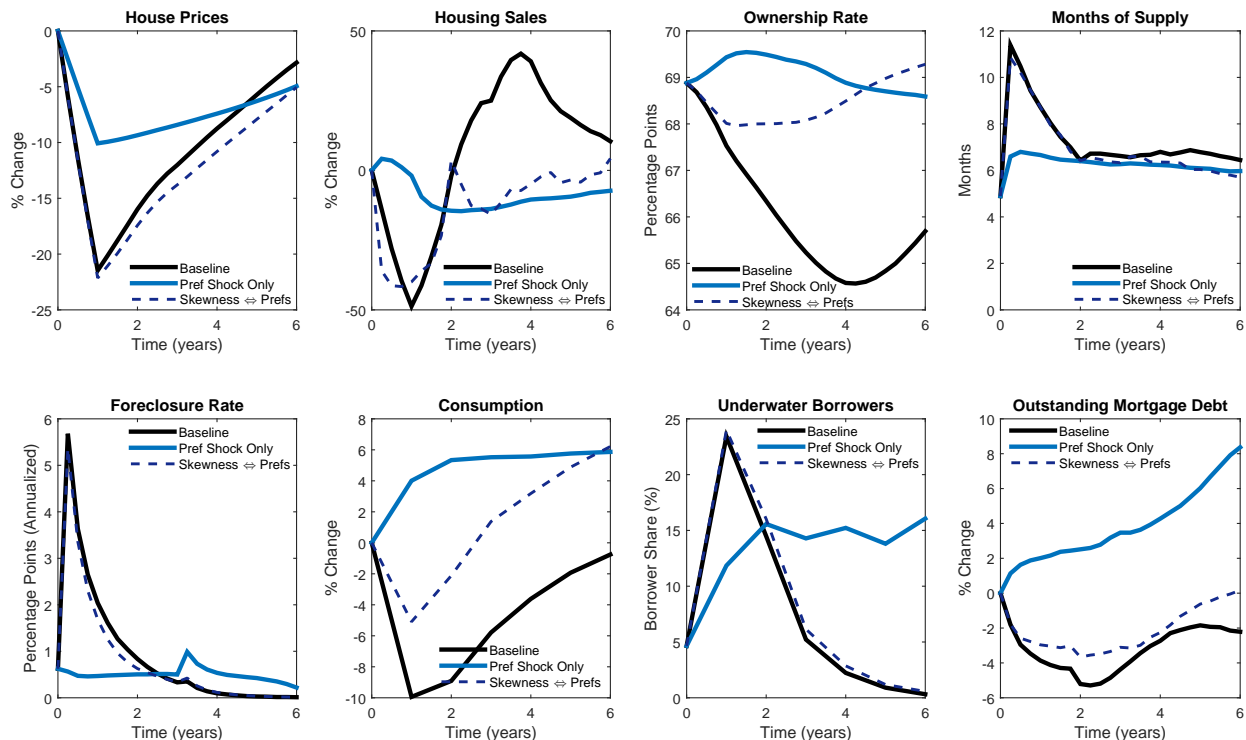 House Prices
0
-5
-10
-15
-20
-25
% Change
0 2 4 6
Time (years)
Baseline
Pref Shock Only
Skewness ⇔ Prefs
Housing Sales
50
0
-50
% Change
0 2 4 6
Time (years)
Baseline
Pref Shock Only
Skewness ⇔ Prefs
Ownership Rate
70
69
68
67
66
65
64
Percentage Points
0 2 4 6
Time (years)
Baseline
Pref Shock Only
Skewness ⇔ Prefs
Months of Supply
12
10
8
6
4
2
0
Months
0 2 4 6
Time (years)
Baseline
Pref Shock Only
Skewness ⇔ Prefs
Foreclosure Rate
6
5
4
3
2
1
0
Percentage Points (Annualized)
0 2 4 6
Time (years)
Baseline
Pref Shock Only
Skewness ⇔ Prefs
Consumption
8
6
4
2
0
-2
-4
-6
-8
-10
% Change
0 2 4 6
Time (years)
Baseline
Pref Shock Only
Skewness ⇔ Prefs
Underwater Borrowers
25
20
15
10
5
0
Borrower Share (%)
0 2 4 6
Time (years)
Baseline
Pref Shock Only
Skewness ⇔ Prefs
Outstanding Mortgage Debt
10
8
6
4
2
0
-2
-4
-6
% Change
0 2 4 6
Time (years)
Baseline
Pref Shock Only
Skewness ⇔ Prefs